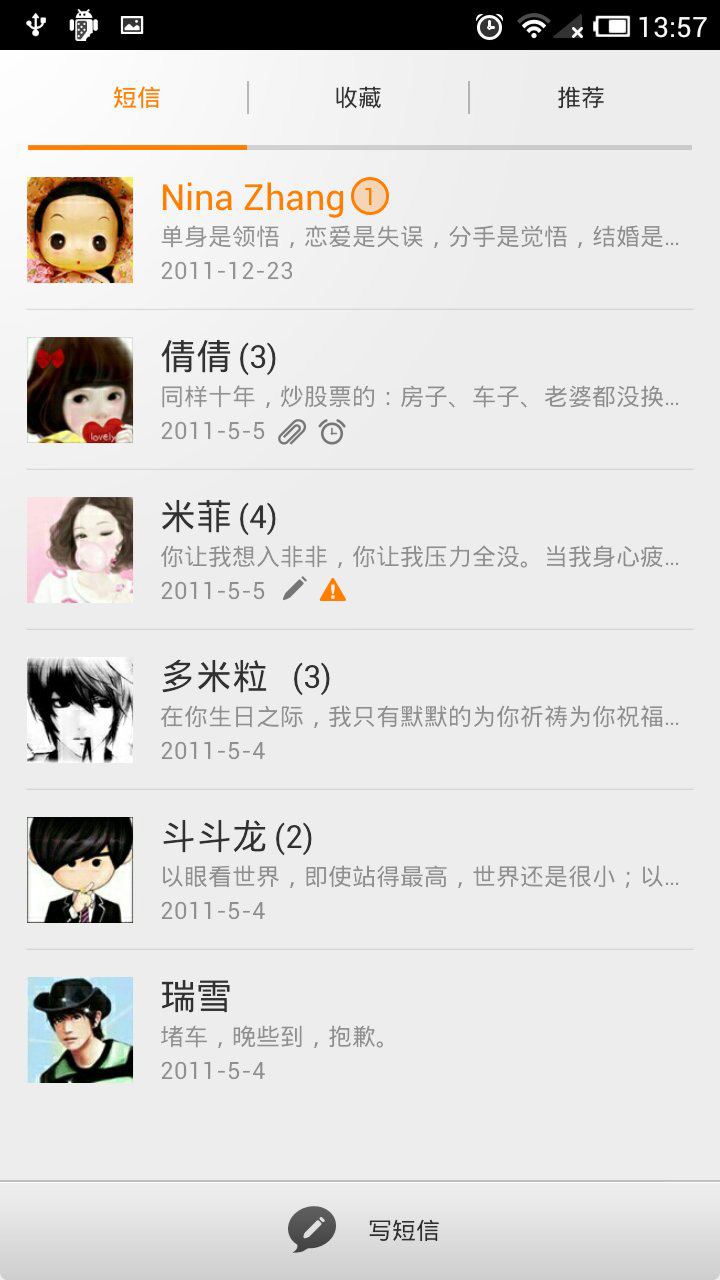 13:57
短信
收藏
推荐
Nina Zhang 1
单身是领悟，恋爱是失误，分手是觉悟，结婚是...
2011-12-23
倩倩 (3)
同样十年，炒股票的：房子、车子、老婆都没换...
2011-5-5
lovely
米菲 (4)
你让我想入非非，你让我压力全没。当我身心疲...
2011-5-5
多米粒 (3)
在你生日之际，我只有默默的为你祈祷为你祝福...
2011-5-4
斗斗龙 (2)
以眼看世界，即使站得最高，世界还是很小；以...
2011-5-4
瑞雪
堵车，晚些到，抱歉。
2011-5-4
写短信